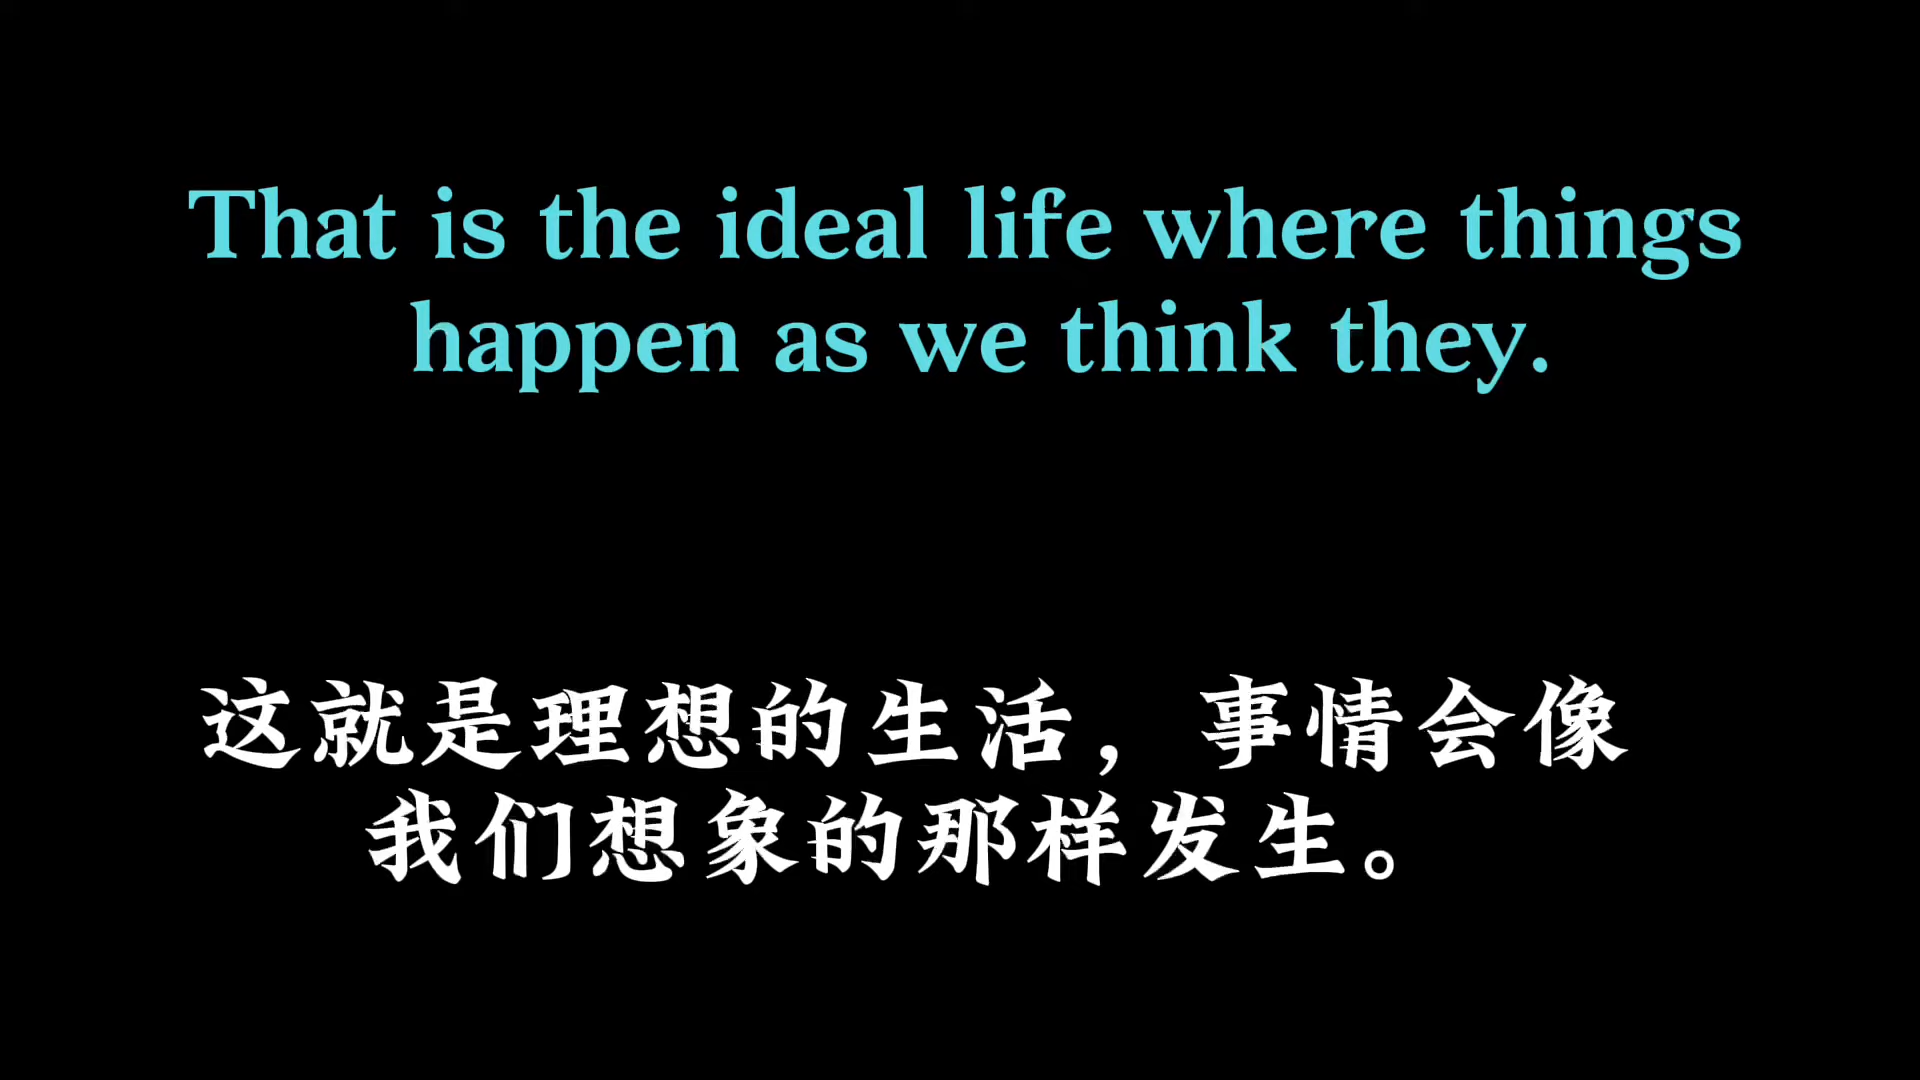 That is the ideal life where things
happen as we think they.
这就是理想的生活，事情会像
我们想象的那样发生。